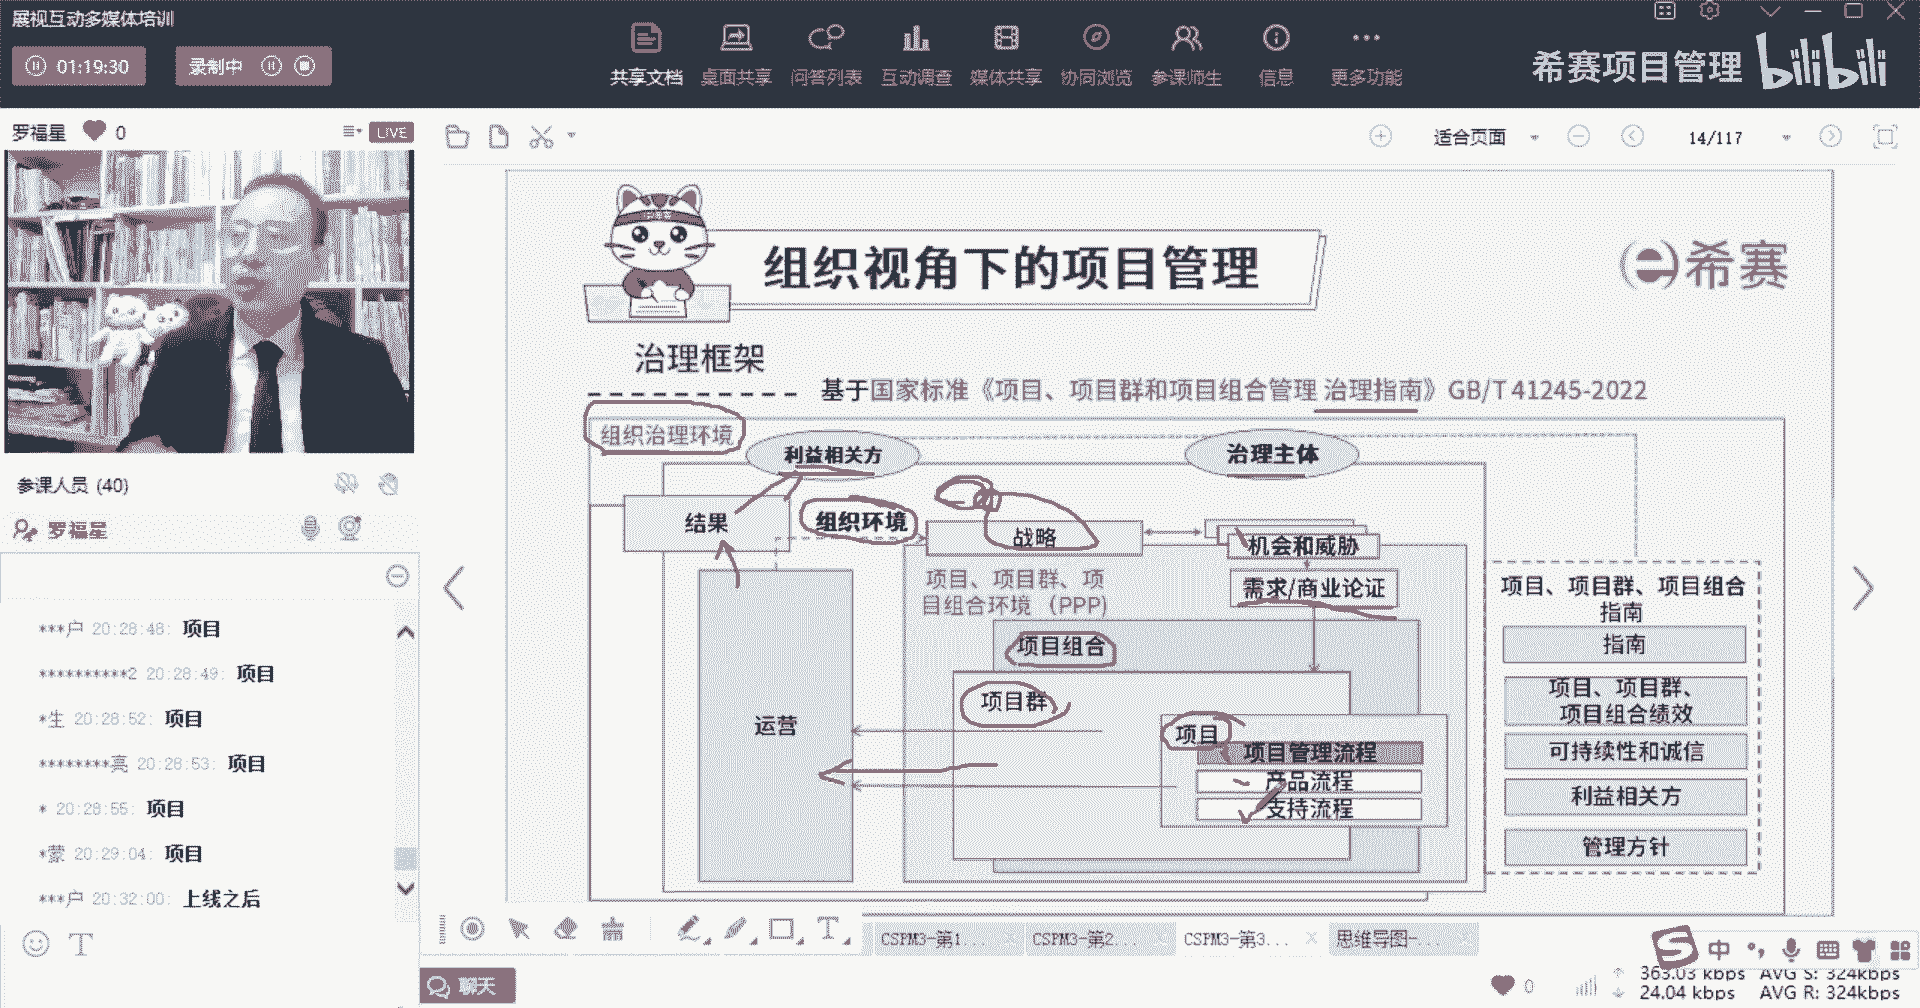 展视互动多媒体培训
01:19:30
录制中
共享文档
桌面共享
问答列表
互动调查
媒体共享
协同浏览
参课师生
信息
更多功能
希赛项目管理
bilibili
罗福星 0
LIVE
适合页面
14/117
组织视角下的项目管理
希赛
治理框架
基于国家标准《项目、项目群和项目组合管理 治理指南》GB/T 41245-2022
组织治理环境
利益相关方
治理主体
结果
组织环境
战略
机会和威胁
需求/商业论证
项目、项目群、项
目组合环境 (PPP)
项目组合
项目群
项目
项目管理流程
产品流程
支持流程
运营
项目、项目群、项目组合
指南
指南
项目、项目群、
项目组合绩效
可持续性和诚信
利益相关方
管理方针
参课人员 (40)
罗福星
***户 20:28:48: 项目
**********2 20:28:49: 项目
*生 20:28:52: 项目
********亮 20:28:53: 项目
* 20:28:55: 项目
*蒙 20:29:04: 项目
***户 20:32:00: 上线之后
T
T
CSPM3-第1...
CSPM3-第2...
CSPM3-第3...
思维导图-...
聊天
S 中
0
363.03 kbps AVG S: 324kbps
24.04 kbps AVG R: 324kbps